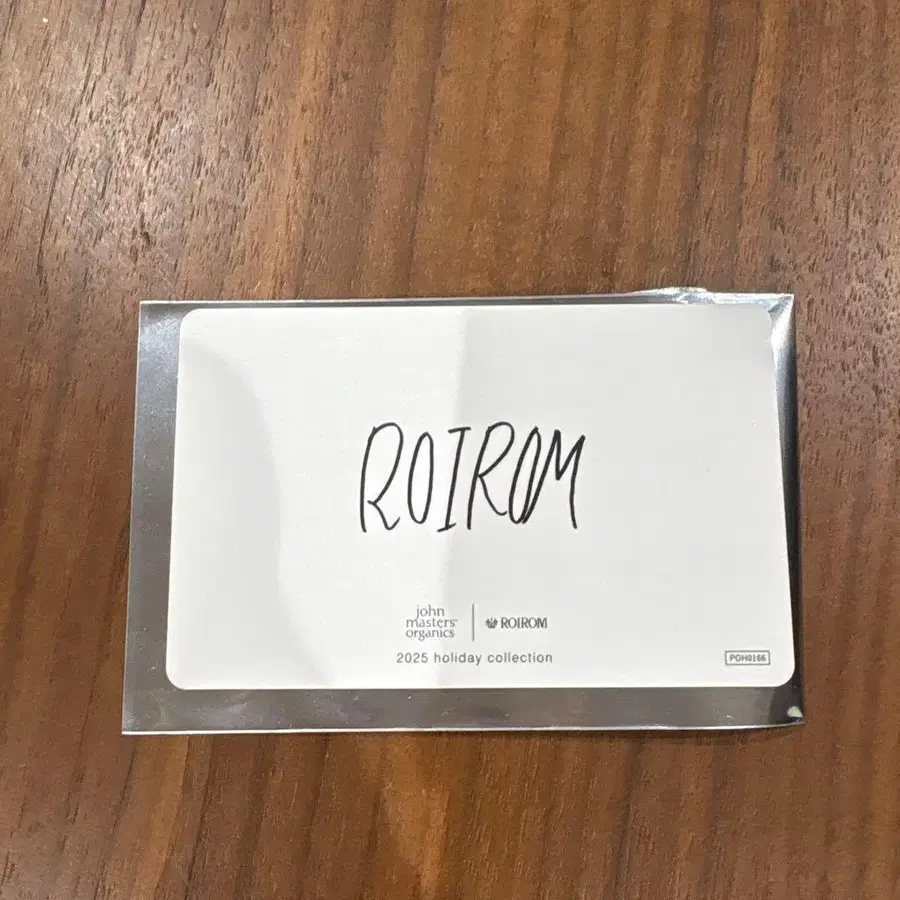 ROIROM
john
masters
organics
ROIROM
2025 holiday collection
POH0166